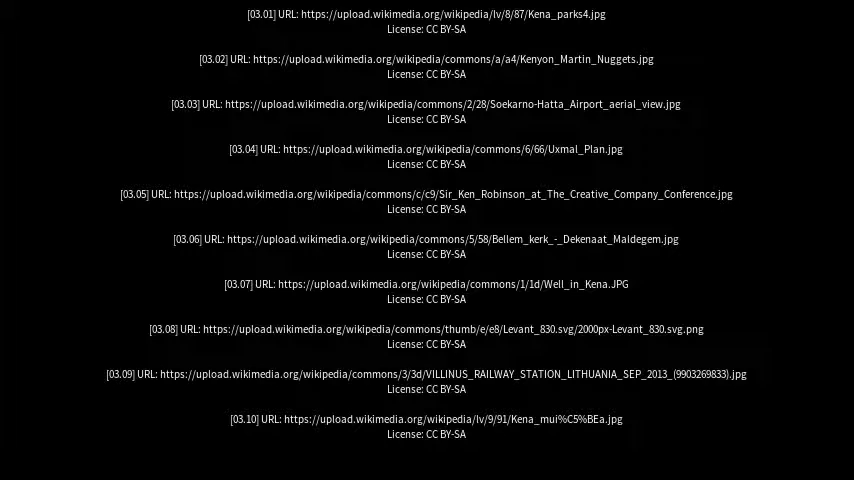 [03.01] URL: https://upload.wikimedia.org/wikipedia/lv/8/87/Kena_parks4.jpg
License: CC BY-SA
[03.02] URL: https://upload.wikimedia.org/wikipedia/commons/a/a4/Kenyon_Martin_Nuggets.jpg
License: CC BY-SA
[03.03] URL: https://upload.wikimedia.org/wikipedia/commons/2/28/Soekarno-Hatta_Airport_aerial_view.jpg
License: CC BY-SA
[03.04] URL: https://upload.wikimedia.org/wikipedia/commons/6/66/Uxmal_Plan.jpg
License: CC BY-SA
[03.05] URL: https://upload.wikimedia.org/wikipedia/commons/c/c9/Sir_Ken_Robinson_at_The_Creative_Company_Conference.jpg
License: CC BY-SA
[03.06] URL: https://upload.wikimedia.org/wikipedia/commons/5/58/Bellem_kerk_-_Dekenaat_Maldegem.jpg
License: CC BY-SA
[03.07] URL: https://upload.wikimedia.org/wikipedia/commons/1/1d/Well_in_Kena.JPG
License: CC BY-SA
[03.08] URL: https://upload.wikimedia.org/wikipedia/commons/thumb/e/e8/Levant_830.svg/2000px-Levant_830.svg.png
License: CC BY-SA
[03.09] URL: https://upload.wikimedia.org/wikipedia/commons/3/3d/VILLINUS_RAILWAY_STATION_LITHUANIA_SEP_2013_(9903269833).jpg
License: CC BY-SA
[03.10] URL: https://upload.wikimedia.org/wikipedia/lv/9/91/Kena_mui%C5%BEa.jpg
License: CC BY-SA